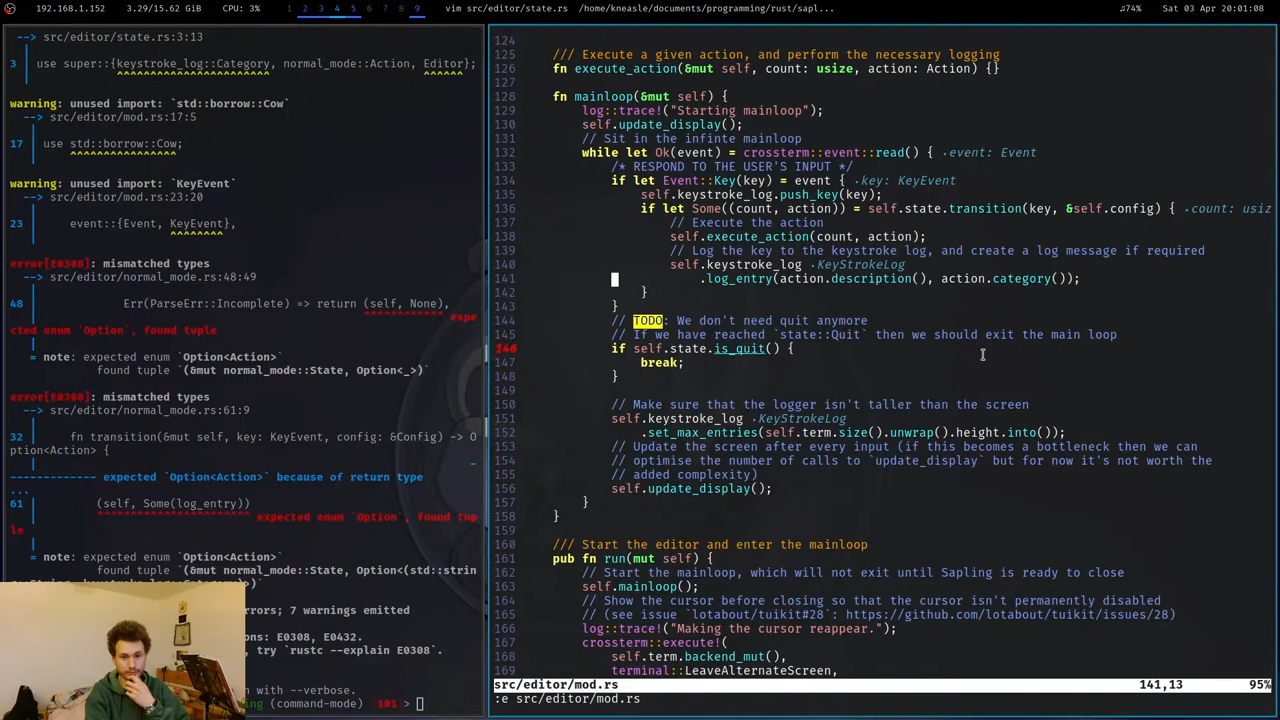 192.168.1.152 3.29/15.62 GiB CPU: 3% 1 2 3 4 5 8 9 vim src/editor/state.rs /home/kneasle/documents/programming/rust/sapl... ♫74% Sat 03 Apr 20:01:08
--> src/editor/state.rs:3:13
3 | use super::{keystroke_log::Category, normal_mode::Action, Editor};
warning: unused import: `std::borrow::Cow`
--> src/editor/mod.rs:17:5
17 | use std::borrow::Cow;
warning: unused import: `KeyEvent`
--> src/editor/mod.rs:23:20
23 | event::{Event, KeyEvent},
error[E0308]: mismatched types
--> src/editor/normal_mode.rs:48:49
48 | Err(ParseErr::Incomplete) => return (self, None),
expected enum `Option`, found tuple
= note: expected enum `Option<Action>`
found tuple `(&mut normal_mode::State, Option<_>)`
error[E0308]: mismatched types
--> src/editor/normal_mode.rs:61:9
32 | fn transition(&mut self, key: KeyEvent, config: &Config) -> O
ption<Action> {
------------- expected `Option<Action>` because of return type
...
61 | (self, Some(log_entry))
expected enum `Option`, found tup
le
= note: expected enum `Option<Action>`
found tuple `(&mut normal_mode::State, Option<(std::strin
rrors; 7 warnings emitted
ons: E0308, E0432.
, try `rustc --explain E0308`.
n with --verbose.
ing (command-mode) [101] >
124
125 /// Execute a given action, and perform the necessary logging
126 fn execute_action(&mut self, count: usize, action: Action) {}
127
128 fn mainloop(&mut self) {
129 log::trace!("Starting mainloop");
130 self.update_display();
131 // Sit in the infinte mainloop
132 while let Ok(event) = crossterm::event::read() { ‣event: Event
133 /* RESPOND TO THE USER'S INPUT */
134 if let Event::Key(key) = event { ‣key: KeyEvent
135 self.keystroke_log.push_key(key);
136 if let Some((count, action)) = self.state.transition(key, &self.config) { ‣count: usiz
137 // Execute the action
138 self.execute_action(count, action);
139 // Log the key to the keystroke log, and create a log message if required
140 self.keystroke_log ‣KeyStrokeLog
141 .log_entry(action.description(), action.category());
142 }
143 }
144 // TODO: We don't need quit anymore
145 // If we have reached `state::Quit` then we should exit the main loop
146 if self.state.is_quit() {
147 break;
148 }
149
150 // Make sure that the logger isn't taller than the screen
151 self.keystroke_log ‣KeyStrokeLog
152 .set_max_entries(self.term.size().unwrap().height.into());
153 // Update the screen after every input (if this becomes a bottleneck then we can
154 // optimise the number of calls to `update_display` but for now it's not worth the
155 // added complexity)
156 self.update_display();
157 }
158 }
159
160 /// Start the editor and enter the mainloop
161 pub fn run(mut self) {
162 // Start the mainloop, which will not exit until Sapling is ready to close
163 self.mainloop();
164 // Show the cursor before closing so that the cursor isn't permanently disabled
165 // (see issue `lotabout/tuikit#28`: https://github.com/lotabout/tuikit/issues/28)
166 log::trace!("Making the cursor reappear.");
167 crossterm::execute!(
168 self.term.backend_mut(),
169 terminal::LeaveAlternateScreen,
src/editor/mod.rs 141,13 95%
:e src/editor/mod.rs